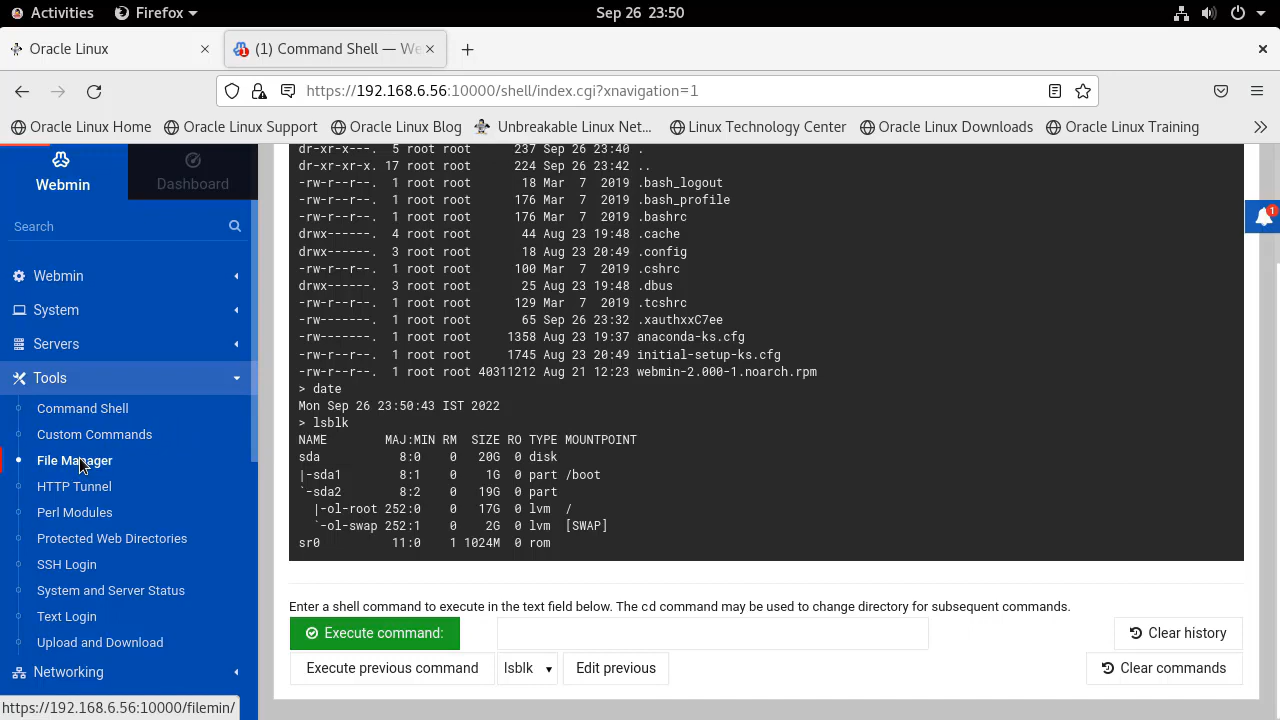 Activities Firefox Sep 26 23:50
Oracle Linux
(1) Command Shell — We
https://192.168.6.56:10000/shell/index.cgi?xnavigation=1
Oracle Linux Home Oracle Linux Support Oracle Linux Blog Unbreakable Linux Net... Linux Technology Center Oracle Linux Downloads Oracle Linux Training
Webmin
Dashboard
Search
Webmin
System
Servers
Tools
Command Shell
Custom Commands
File Manager
HTTP Tunnel
Perl Modules
Protected Web Directories
SSH Login
System and Server Status
Text Login
Upload and Download
Networking
https://192.168.6.56:10000/filemin/
dr-xr-x---. 5 root root 237 Sep 26 23:40 .
dr-xr-xr-x. 17 root root 224 Sep 26 23:42 ..
-rw-r--r--. 1 root root 18 Mar 7 2019 .bash_logout
-rw-r--r--. 1 root root 176 Mar 7 2019 .bash_profile
-rw-r--r--. 1 root root 176 Mar 7 2019 .bashrc
drwx------. 4 root root 44 Aug 23 19:48 .cache
drwx------. 3 root root 18 Aug 23 20:49 .config
-rw-r--r--. 1 root root 100 Mar 7 2019 .cshrc
drwx------. 3 root root 25 Aug 23 19:48 .dbus
-rw-r--r--. 1 root root 129 Mar 7 2019 .tcshrc
-rw-------. 1 root root 65 Sep 26 23:32 .xauthxxC7ee
-rw-------. 1 root root 1358 Aug 23 19:37 anaconda-ks.cfg
-rw-r--r--. 1 root root 1745 Aug 23 20:49 initial-setup-ks.cfg
-rw-r--r--. 1 root root 40311212 Aug 21 12:23 webmin-2.000-1.noarch.rpm
> date
Mon Sep 26 23:50:43 IST 2022
> lsblk
NAME MAJ:MIN RM SIZE RO TYPE MOUNTPOINT
sda 8:0 0 20G 0 disk
|-sda1 8:1 0 1G 0 part /boot
`-sda2 8:2 0 19G 0 part
|-ol-root 252:0 0 17G 0 lvm /
`-ol-swap 252:1 0 2G 0 lvm [SWAP]
sr0 11:0 1 1024M 0 rom
1
Enter a shell command to execute in the text field below. The cd command may be used to change directory for subsequent commands.
Execute command: Clear history
Execute previous command lsblk Edit previous Clear commands